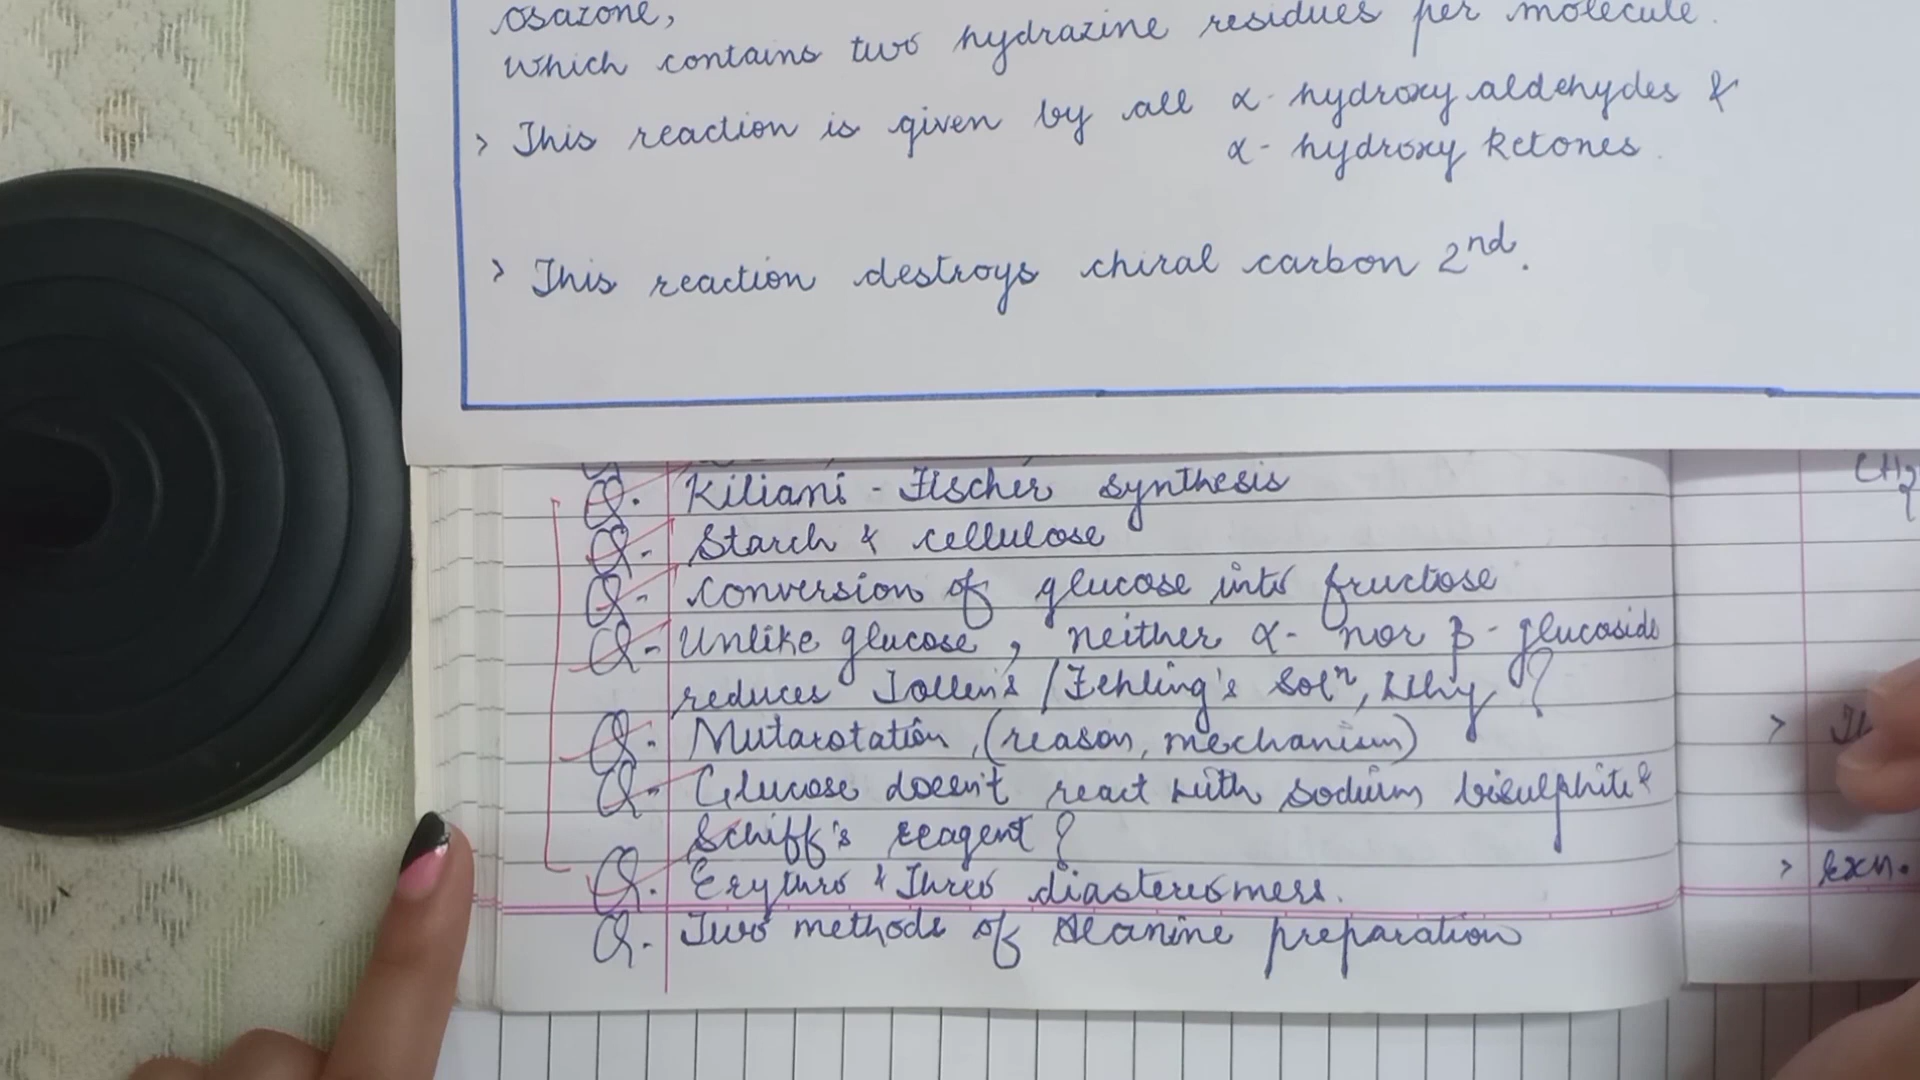 osazone,
which contains two hydrazine residues per molecule.
> This reaction is given by all α-hydroxy aldehydes &
α-hydroxy Ketones.
> This reaction destroys chiral carbon 2nd.
Q. Kiliani - Fischer synthesis
Q. Starch & cellulose
Q. Conversion of glucose into fructose
Q. Unlike glucose, neither α- nor β-glucoside
reduces Tollen's / Fehling's Solⁿ, Why?
Q. Mutarotation, (reason, mechanism)
Q. Glucose doesn't react with sodium bisulphite &
Schiff's reagent?
Q. Erythro & Threo diastereomers.
Q. Two methods of Alanine preparation
CH2
>
> rxn.